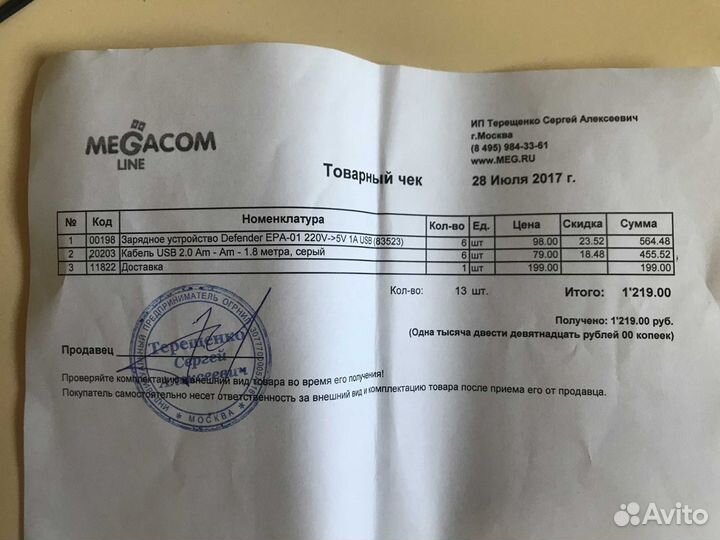 MEGACOM
LINE
ИП Терещенко Сергей Алексеевич
г.Москва
(8 495) 984-33-61
www.MEG.RU
Товарный чек
28 Июля 2017 г.
№ Код Номенклатура Кол-во Ед. Цена Скидка Сумма
1 00198 Зарядное устройство Defender EPA-01 220V->5V 1A USB (83523) 6 шт 98.00 23.52 564.48
2 20203 Кабель USB 2.0 Am - Am - 1.8 метра, серый 6 шт 79.00 18.48 455.52
3 11822 Доставка 1 шт 199.00 199.00
Кол-во: 13 шт. Итого: 1'219.00
Получено: 1'219.00 руб.
(Одна тысяча двести девятнадцать рублей 00 копеек)
Продавец
Терещенко
Сергей
Алексеевич
МОСКВА
Проверяйте комплектацию и внешний вид товара во время его получения!
Покупатель самостоятельно несет ответственность за внешний вид и комплектацию товара после приема его от продавца.
Avito